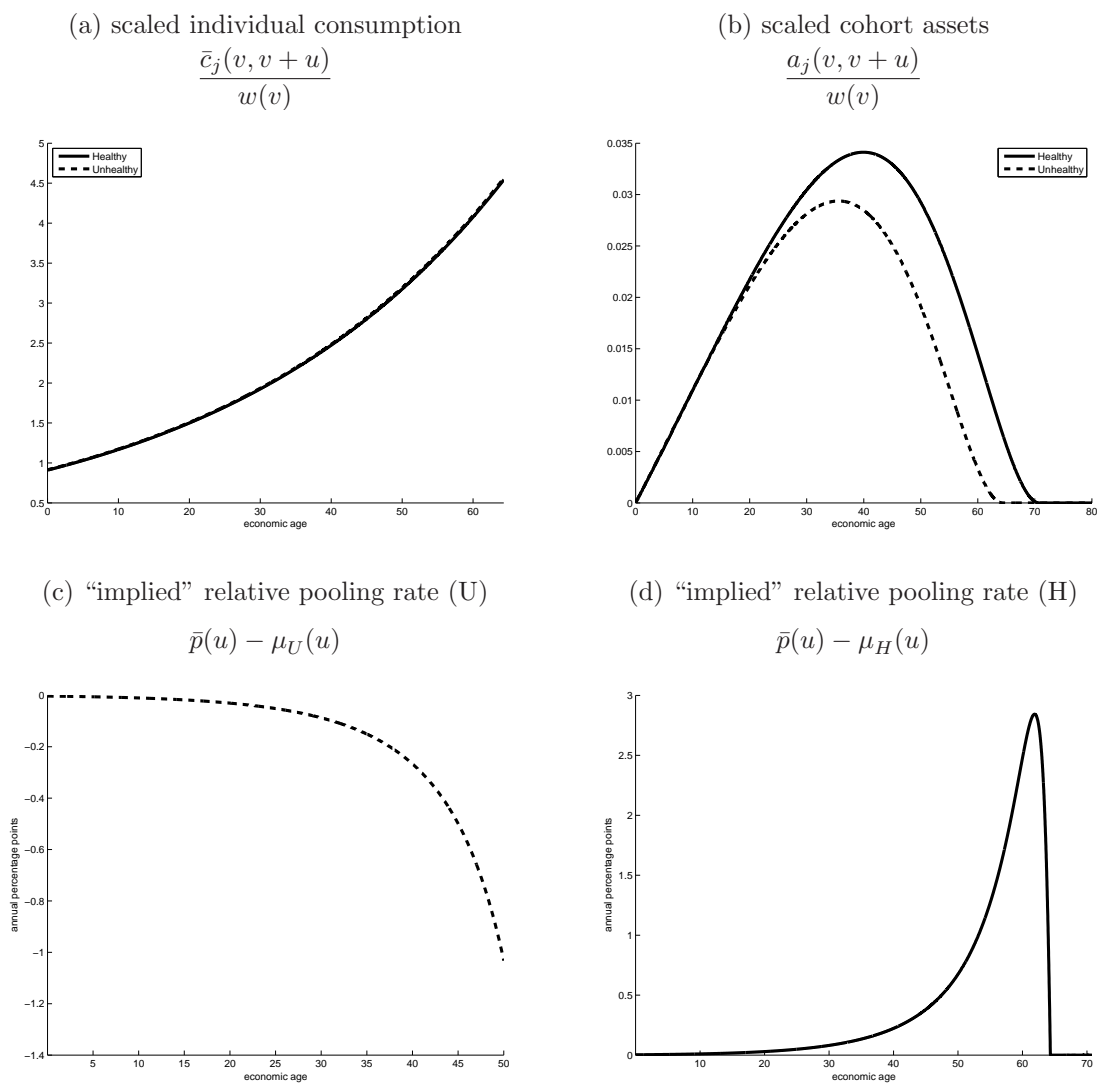 (a) scaled individual consumption
c̄_j(v, v + u)
w(v)
5
4.5
4
3.5
3
2.5
2
1.5
1
0.5
Healthy
Unhealthy
0 10 20 30 40 50 60
economic age
(b) scaled cohort assets
a_j(v, v + u)
w(v)
0.035
0.03
0.025
0.02
0.015
0.01
0.005
0
Healthy
Unhealthy
0 10 20 30 40 50 60 70 80
economic age
(c) “implied” relative pooling rate (U)
p̄(u) − μ_U(u)
annual percentage points
0
−0.2
−0.4
−0.6
−0.8
−1
−1.2
−1.4
5 10 15 20 25 30 35 40 45 50
economic age
(d) “implied” relative pooling rate (H)
p̄(u) − μ_H(u)
annual percentage points
3
2.5
2
1.5
1
0.5
0
10 20 30 40 50 60 70
economic age